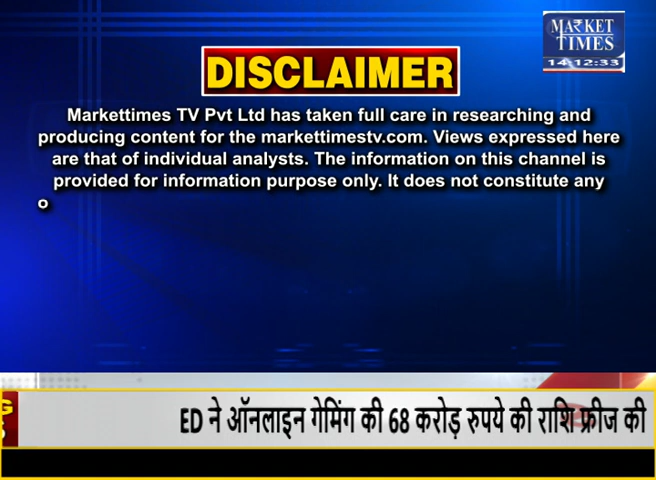 MARKET
TIMES
14:12:33
DISCLAIMER
Markettimes TV Pvt Ltd has taken full care in researching and
producing content for the markettimestv.com. Views expressed here
are that of individual analysts. The information on this channel is
provided for information purpose only. It does not constitute any
o
G
ED ने ऑनलाइन गेमिंग की 68 करोड़ रुपये की राशि फ्रीज की